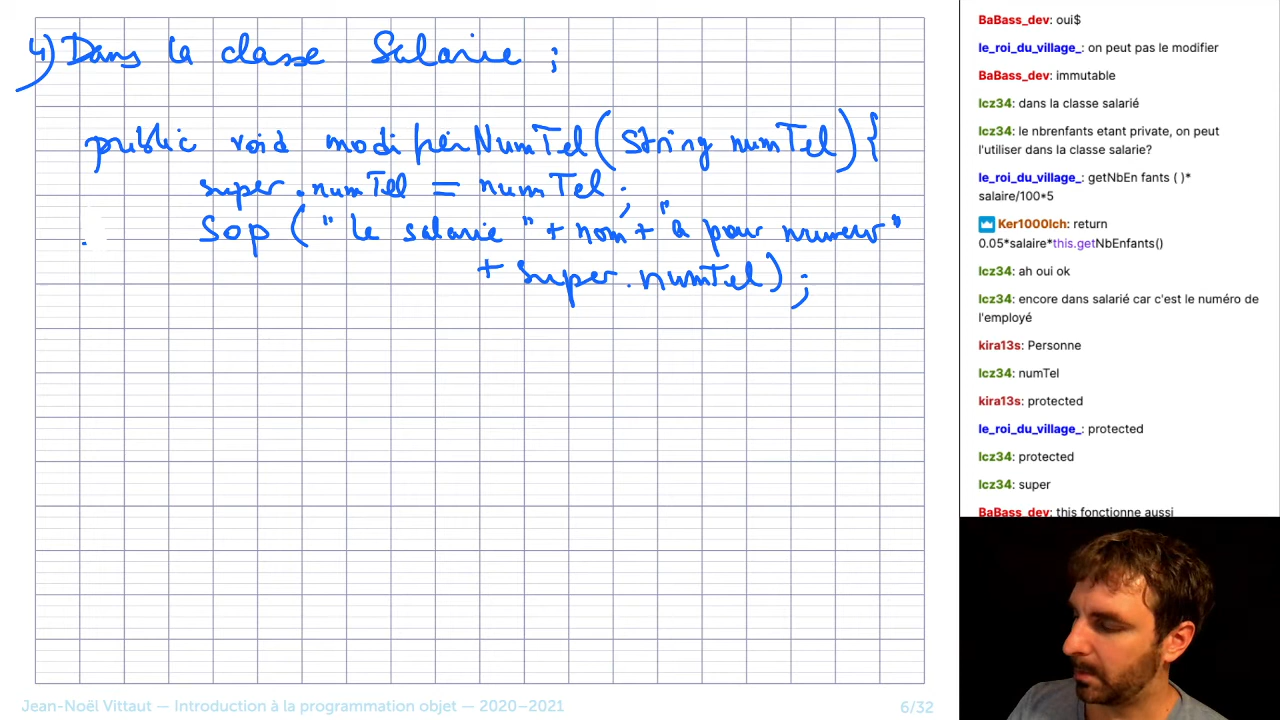 4) Dans la classe Salarie :
public void modifierNumTel(String numTel){
super.numTel = numTel;
Sop ("le salarie" + nom + "a pour numeur"
+ super.numTel);
Jean-Noël Vittaut — Introduction à la programmation objet — 2020–2021
6/32
BaBass_dev: oui$
le_roi_du_village_: on peut pas le modifier
BaBass_dev: immutable
lcz34: dans la classe salarié
lcz34: le nbrenfants etant private, on peut
l'utiliser dans la classe salarie?
le_roi_du_village_: getNbEn fants ( )*
salarie/100*5
Ker1000lch: return
0.05*salaire*this.getNbEnfants()
lcz34: ah oui ok
lcz34: encore dans salarié car c'est le numéro de
l'employé
kira13s: Personne
lcz34: numTel
kira13s: protected
le_roi_du_village_: protected
lcz34: protected
lcz34: super
BaBass_dev: this fonctionne aussi